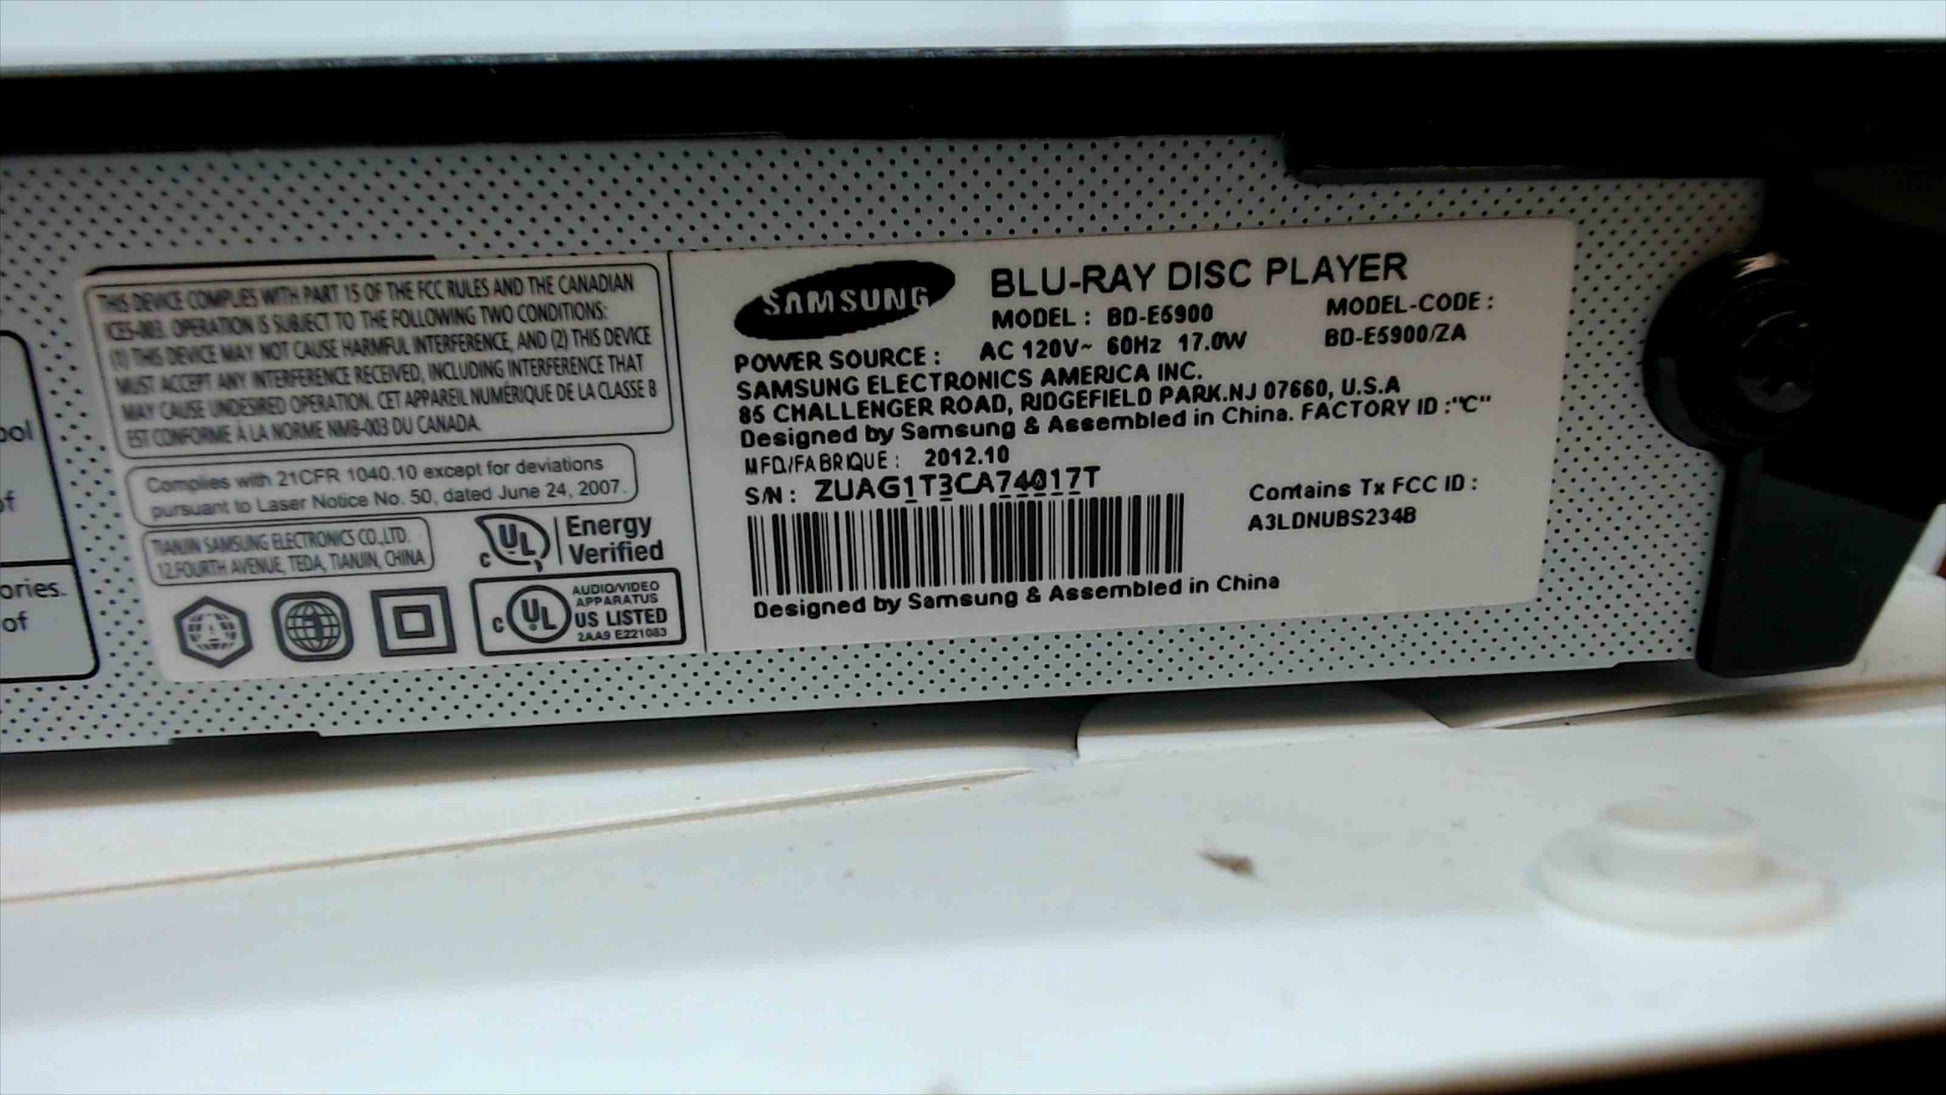 ool
of
ories.
of
THIS DEVICE COMPLIES WITH PART 15 OF THE FCC RULES AND THE CANADIAN
ICES-003. OPERATION IS SUBJECT TO THE FOLLOWING TWO CONDITIONS:
(1) THIS DEVICE MAY NOT CAUSE HARMFUL INTERFERENCE, AND (2) THIS DEVICE
MUST ACCEPT ANY INTERFERENCE RECEIVED, INCLUDING INTERFERENCE THAT
MAY CAUSE UNDESIRED OPERATION. CET APPAREIL NUMÉRIQUE DE LA CLASSE B
EST CONFORME À LA NORME NMB-003 DU CANADA.
Complies with 21CFR 1040.10 except for deviations
pursuant to Laser Notice No. 50, dated June 24, 2007.
TIANJIN SAMSUNG ELECTRONICS CO.,LTD.
12.FOURTH AVENUE, TEDA, TIANJIN, CHINA
C UL
Energy
Verified
C UL
AUDIO/VIDEO
APPARATUS
US LISTED
2AA9 E221083
SAMSUNG
BLU-RAY DISC PLAYER
MODEL : BD-E5900
MODEL-CODE :
BD-E5900/ZA
POWER SOURCE : AC 120V~ 60Hz 17.0W
SAMSUNG ELECTRONICS AMERICA INC.
85 CHALLENGER ROAD, RIDGEFIELD PARK.NJ 07660, U.S.A
Designed by Samsung & Assembled in China. FACTORY ID :"C"
MFD/FABRIQUE : 2012.10
S/N : ZUAG1T3CA74017T
Contains Tx FCC ID :
A3LDNUBS234B
Designed by Samsung & Assembled in China